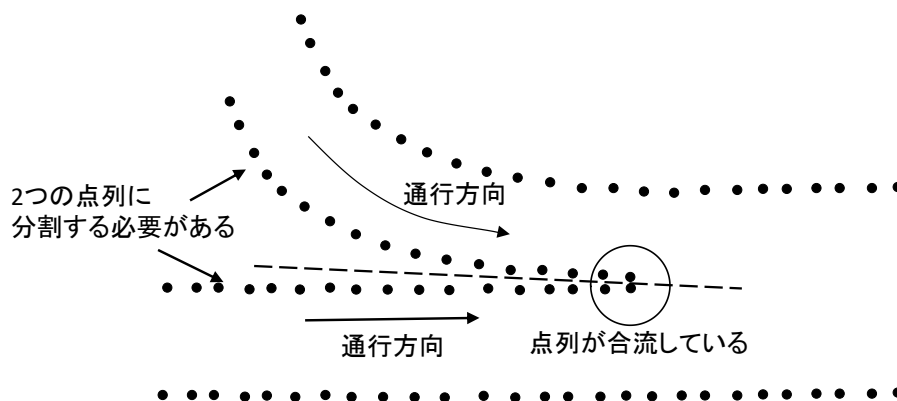 2つの点列に
分割する必要がある
通行方向
通行方向
点列が合流している